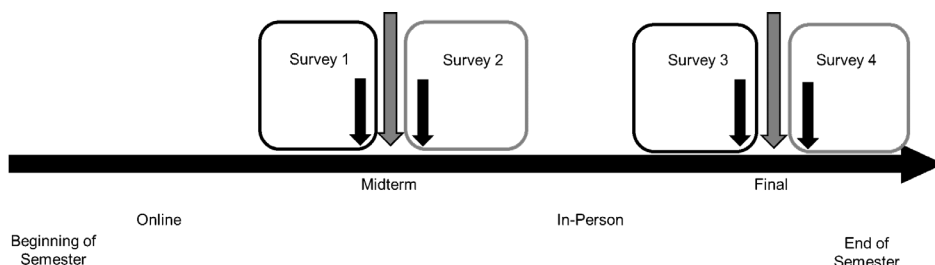 Survey 1
Survey 2
Survey 3
Survey 4
Midterm
Final
Online
In-Person
Beginning of
Semester
End of
Semester